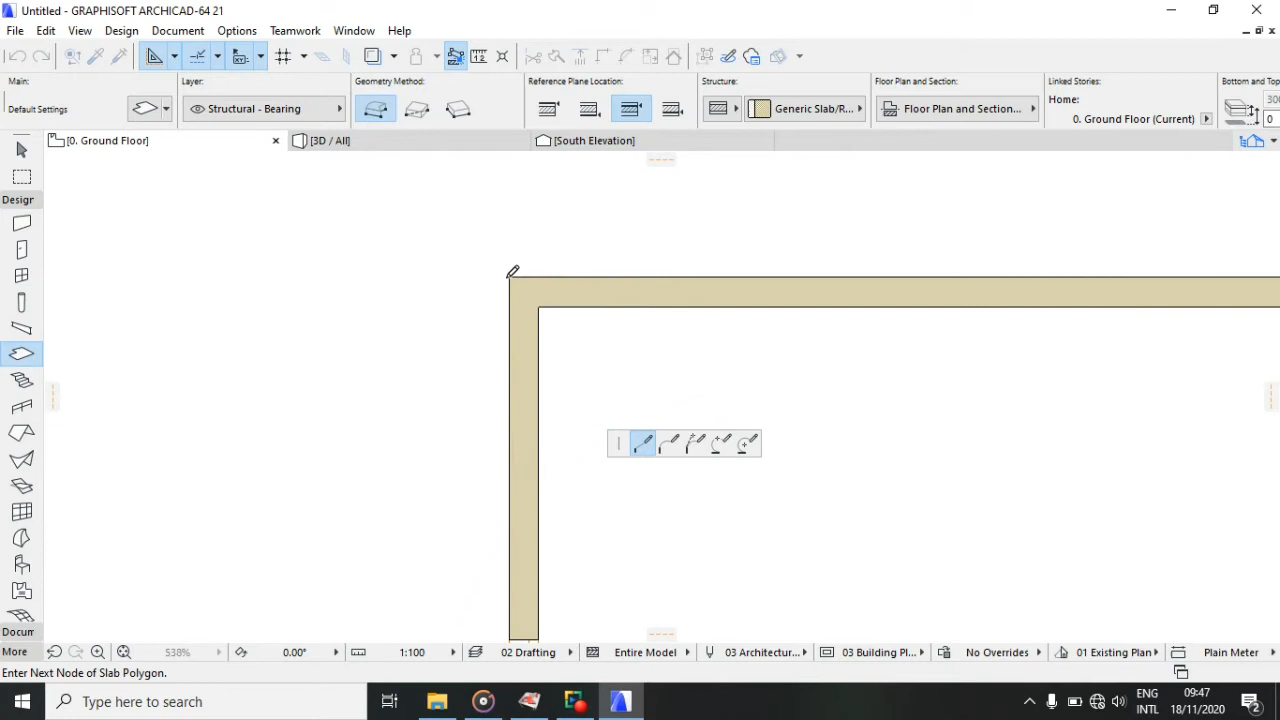 Untitled - GRAPHISOFT ARCHICAD-64 21
File Edit View Design Document Options Teamwork Window Help
Main: Layer: Geometry Method: Reference Plane Location: Structure: Floor Plan and Section: Linked Stories: Bottom and Top
Home:
Default Settings Structural - Bearing Generic Slab/R... Floor Plan and Section... 0. Ground Floor (Current) 0
[0. Ground Floor] [3D / All] [South Elevation]
Design
Docum
More 538% 0.00° 1:100 02 Drafting Entire Model 03 Architectur... 03 Building Pl... No Overrides 01 Existing Plan Plain Meter
Enter Next Node of Slab Polygon.
Type here to search
ENG 09:47
INTL 18/11/2020 2